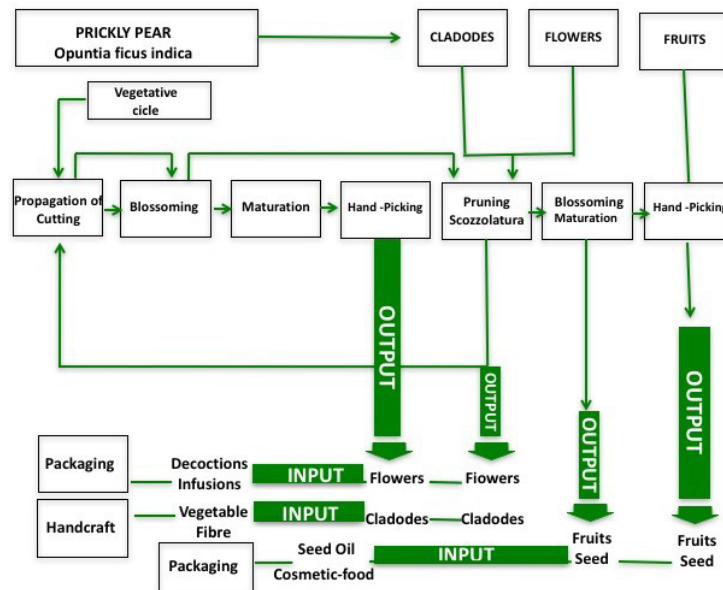 PRICKLY PEAR
Opuntia ficus indica
CLADODES
FLOWERS
FRUITS
Vegetative
cicle
Propagation of
Cutting
Blossoming
Maturation
Hand -Picking
Pruning
Scozzolatura
Blossoming
Maturation
Hand -Picking
OUTPUT
OUTPUT
OUTPUT
OUTPUT
Packaging
Decoctions
Infusions
INPUT
Flowers
Flowers
Handcraft
Vegetable
Fibre
INPUT
Cladodes
Cladodes
Packaging
Seed Oil
Cosmetic-food
INPUT
Fruits
Seed
Fruits
Seed